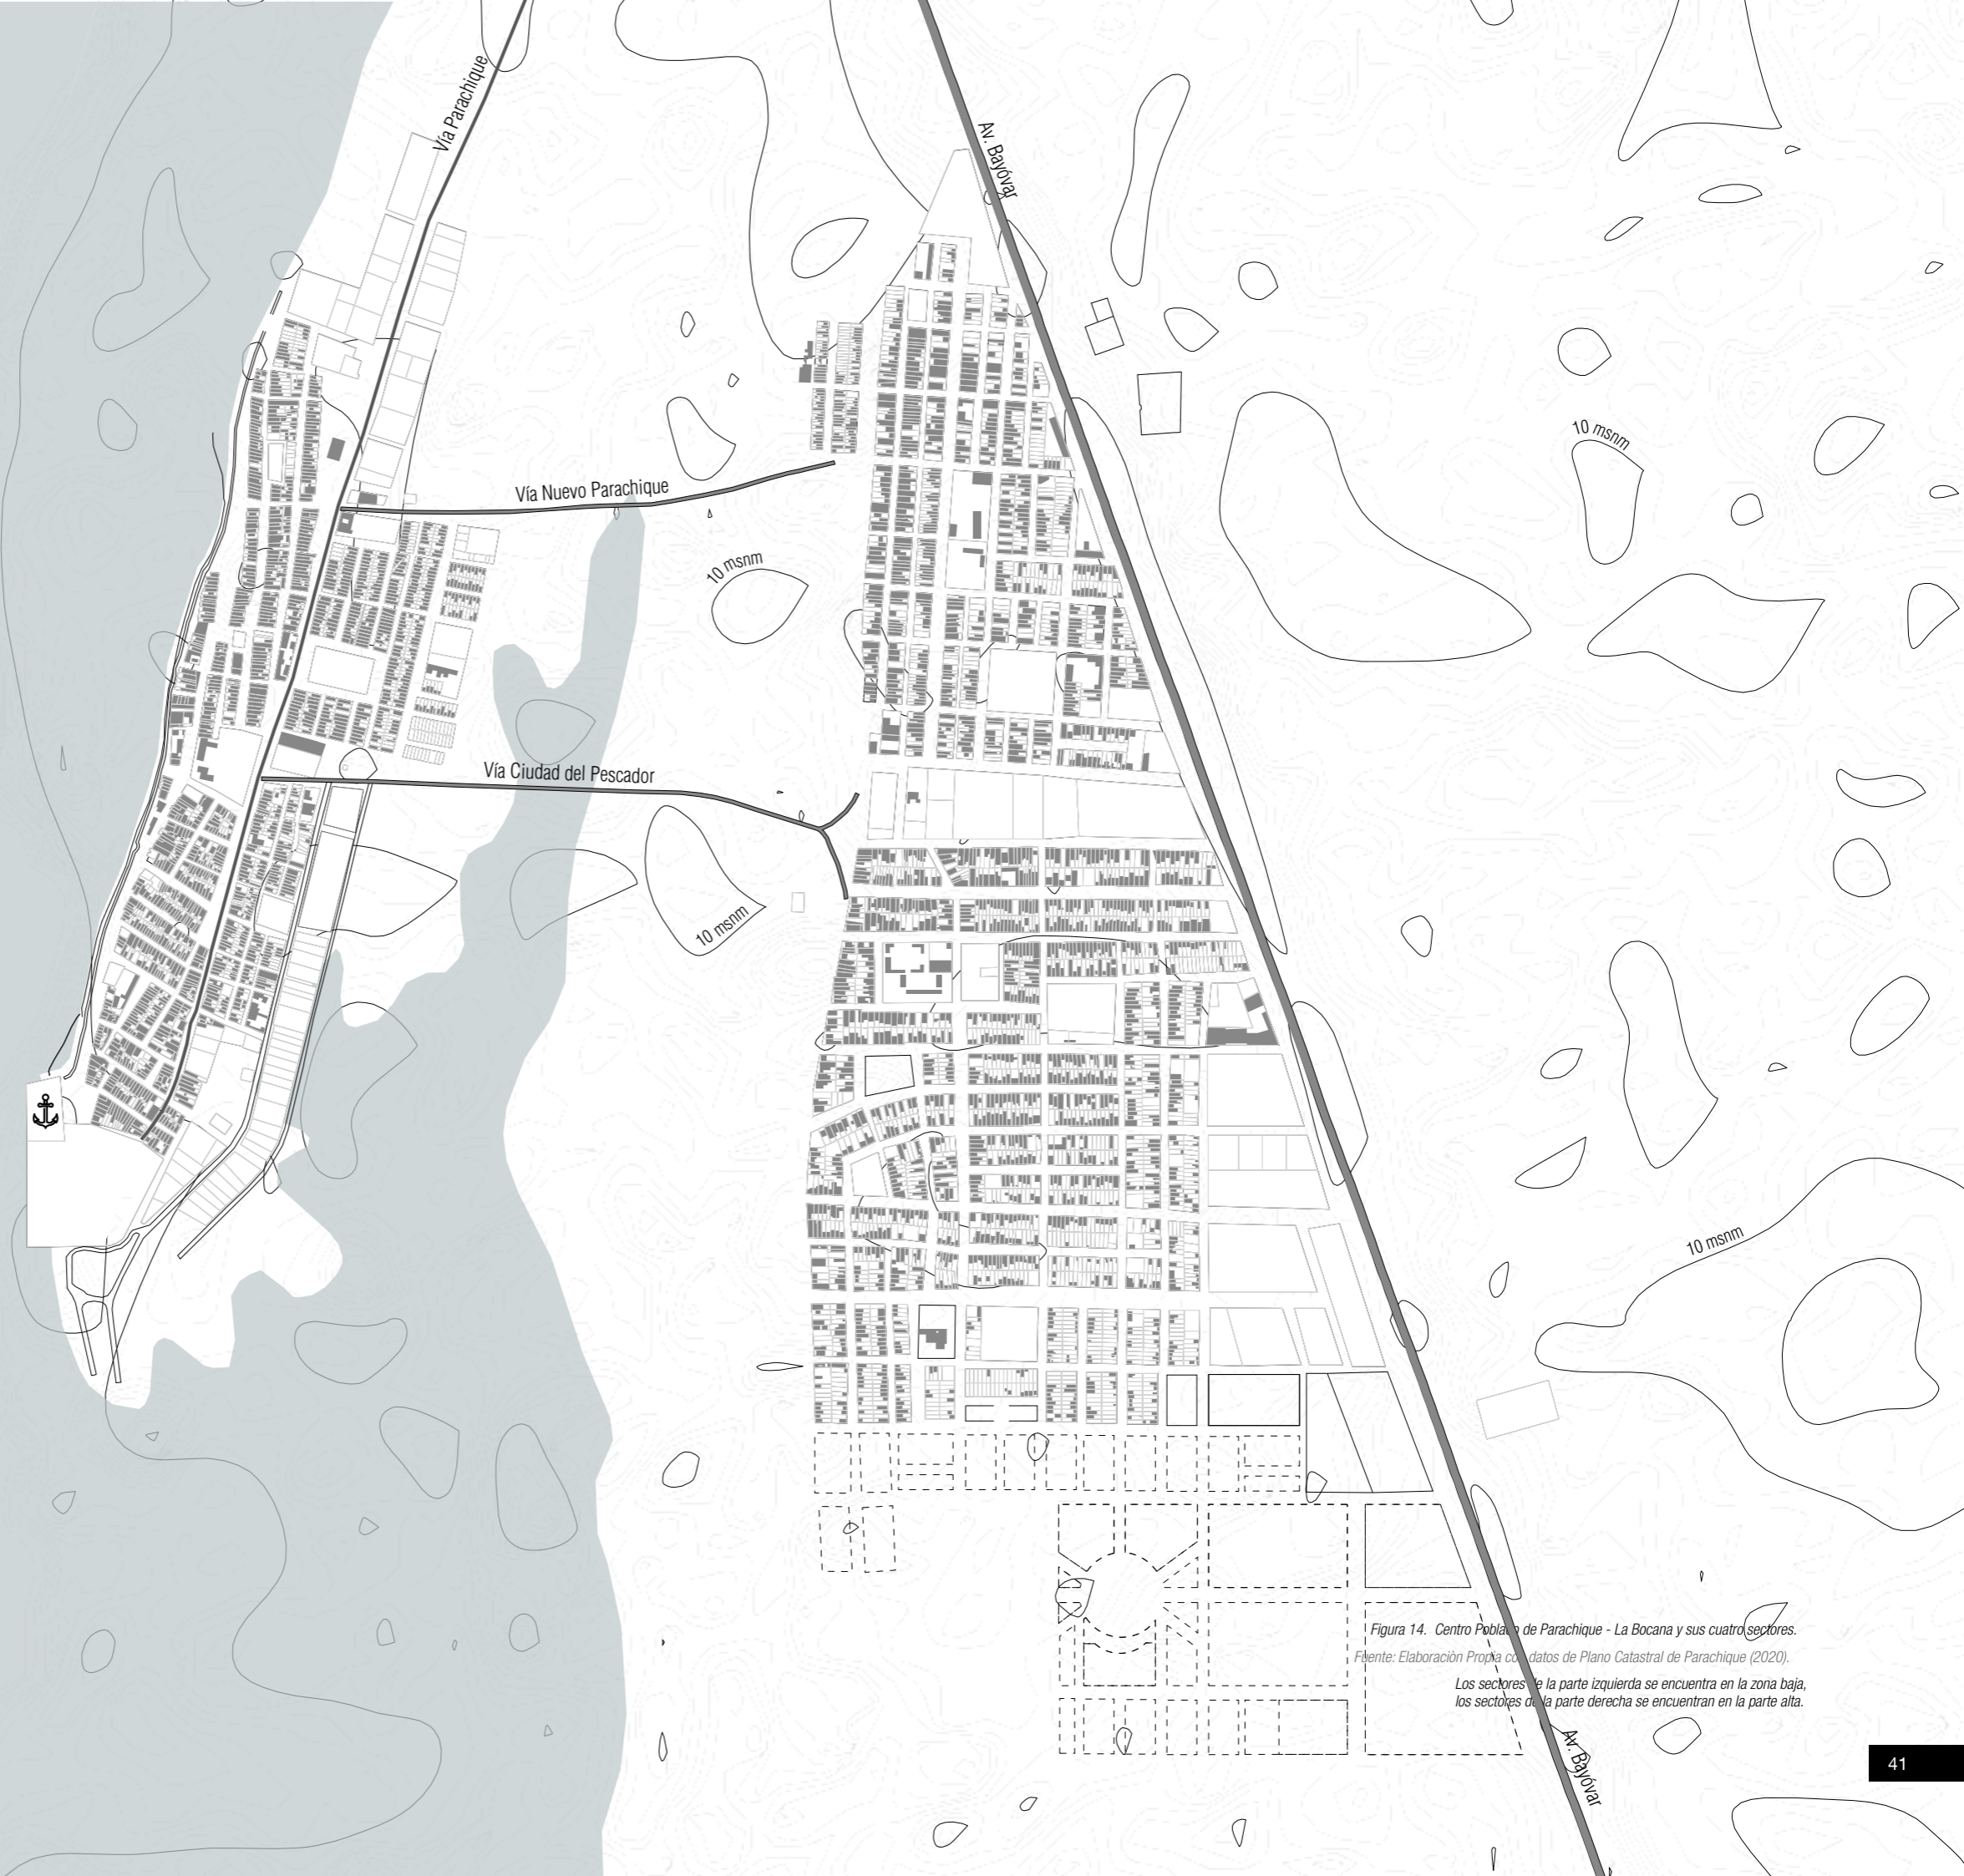 Vía Parachique
Av. Bayóvar
10 msnm
Vía Nuevo Parachique
10 msnm
Vía Ciudad del Pescador
10 msnm
10 msnm
Figura 14. Centro Poblado de Parachique - La Bocana y sus cuatro sectores.
Fuente: Elaboraciòn Propia con datos de Plano Catastral de Parachique (2020).
Los sectores de la parte izquierda se encuentra en la zona baja,
los sectores de la parte derecha se encuentran en la parte alta.
Av. Bayóvar
41